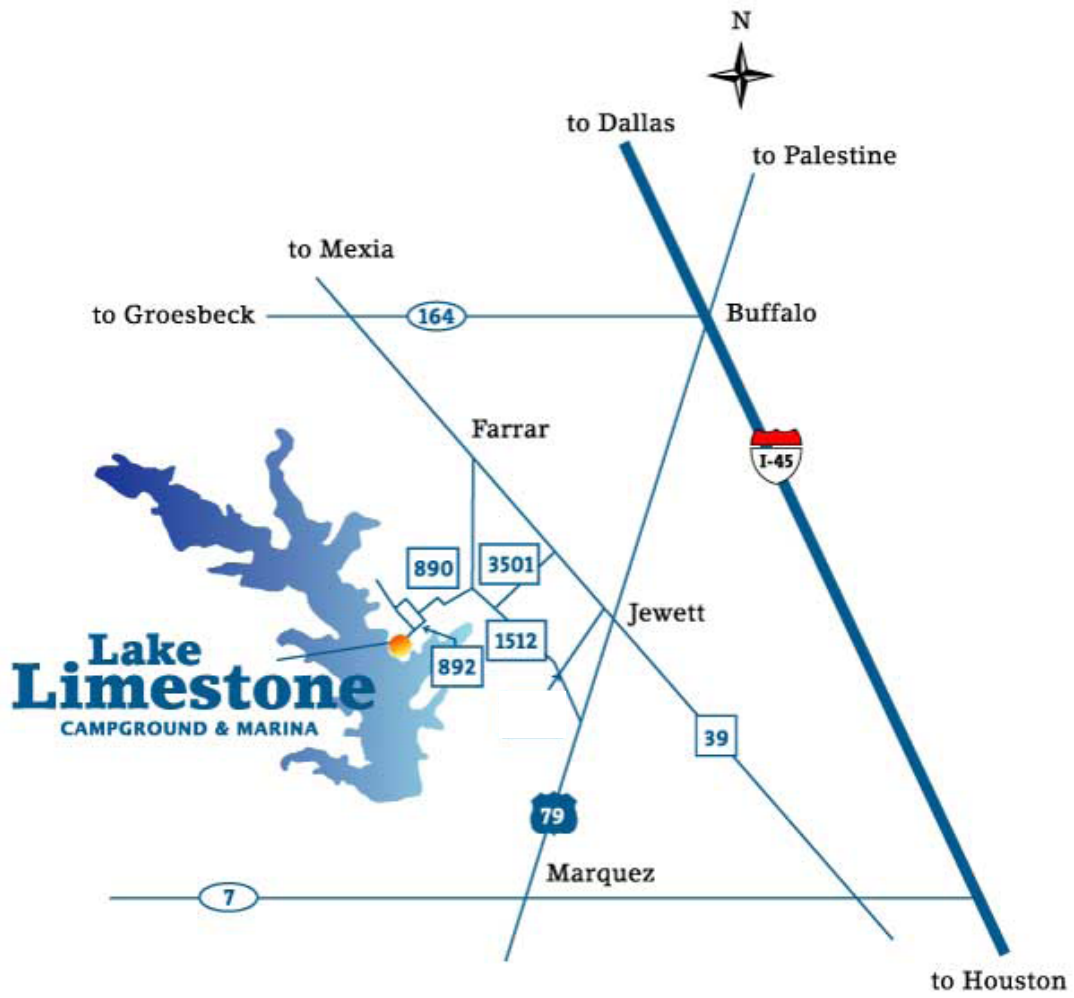 N
to Dallas
to Palestine
to Mexia
to Groesbeck
164
Buffalo
Farrar
I-45
890
3501
Jewett
1512
892
Lake
Limestone
CAMPGROUND & MARINA
39
79
Marquez
7
to Houston